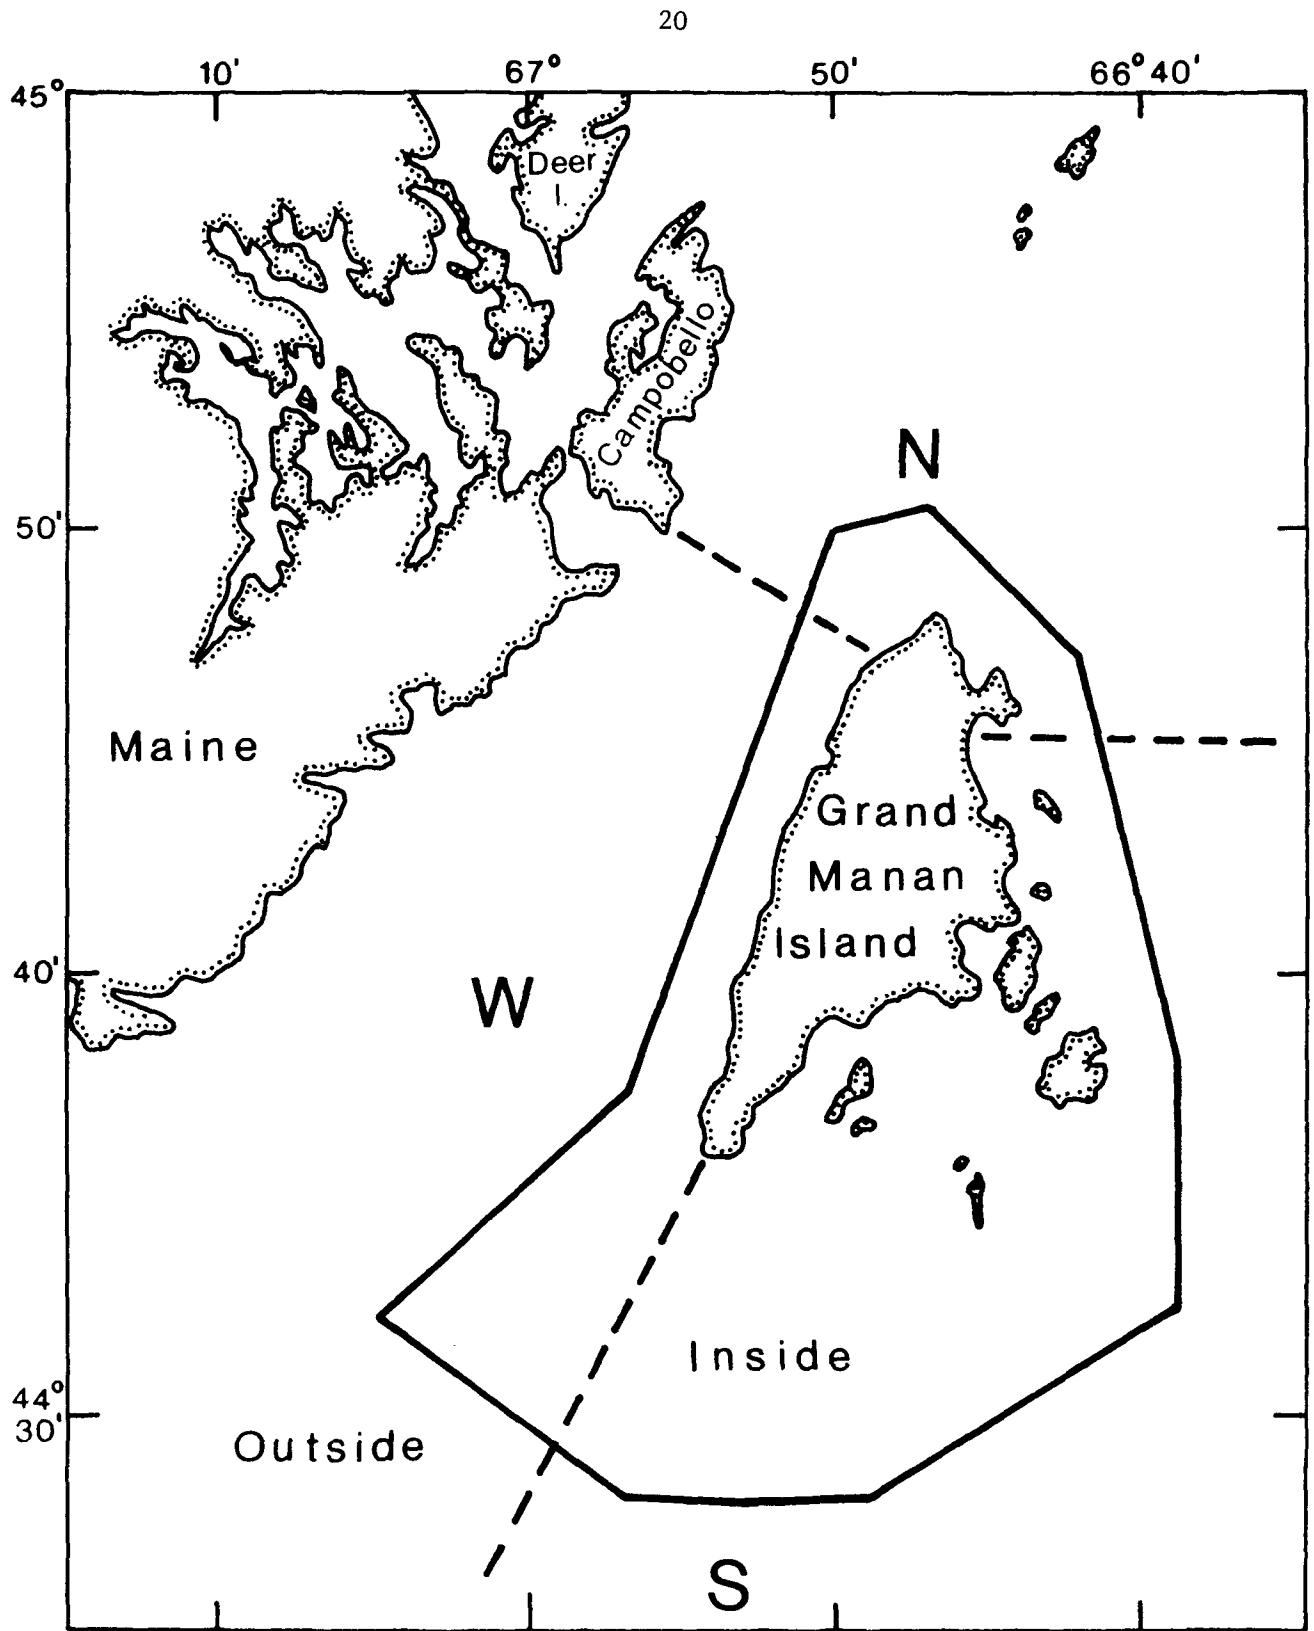 20
10' 67° 50' 66°40'
45°
Deer
I.
Campobello
N
50'
Maine
Grand
Manan
Island
40'
W
Inside
44°
30'
Outside
S